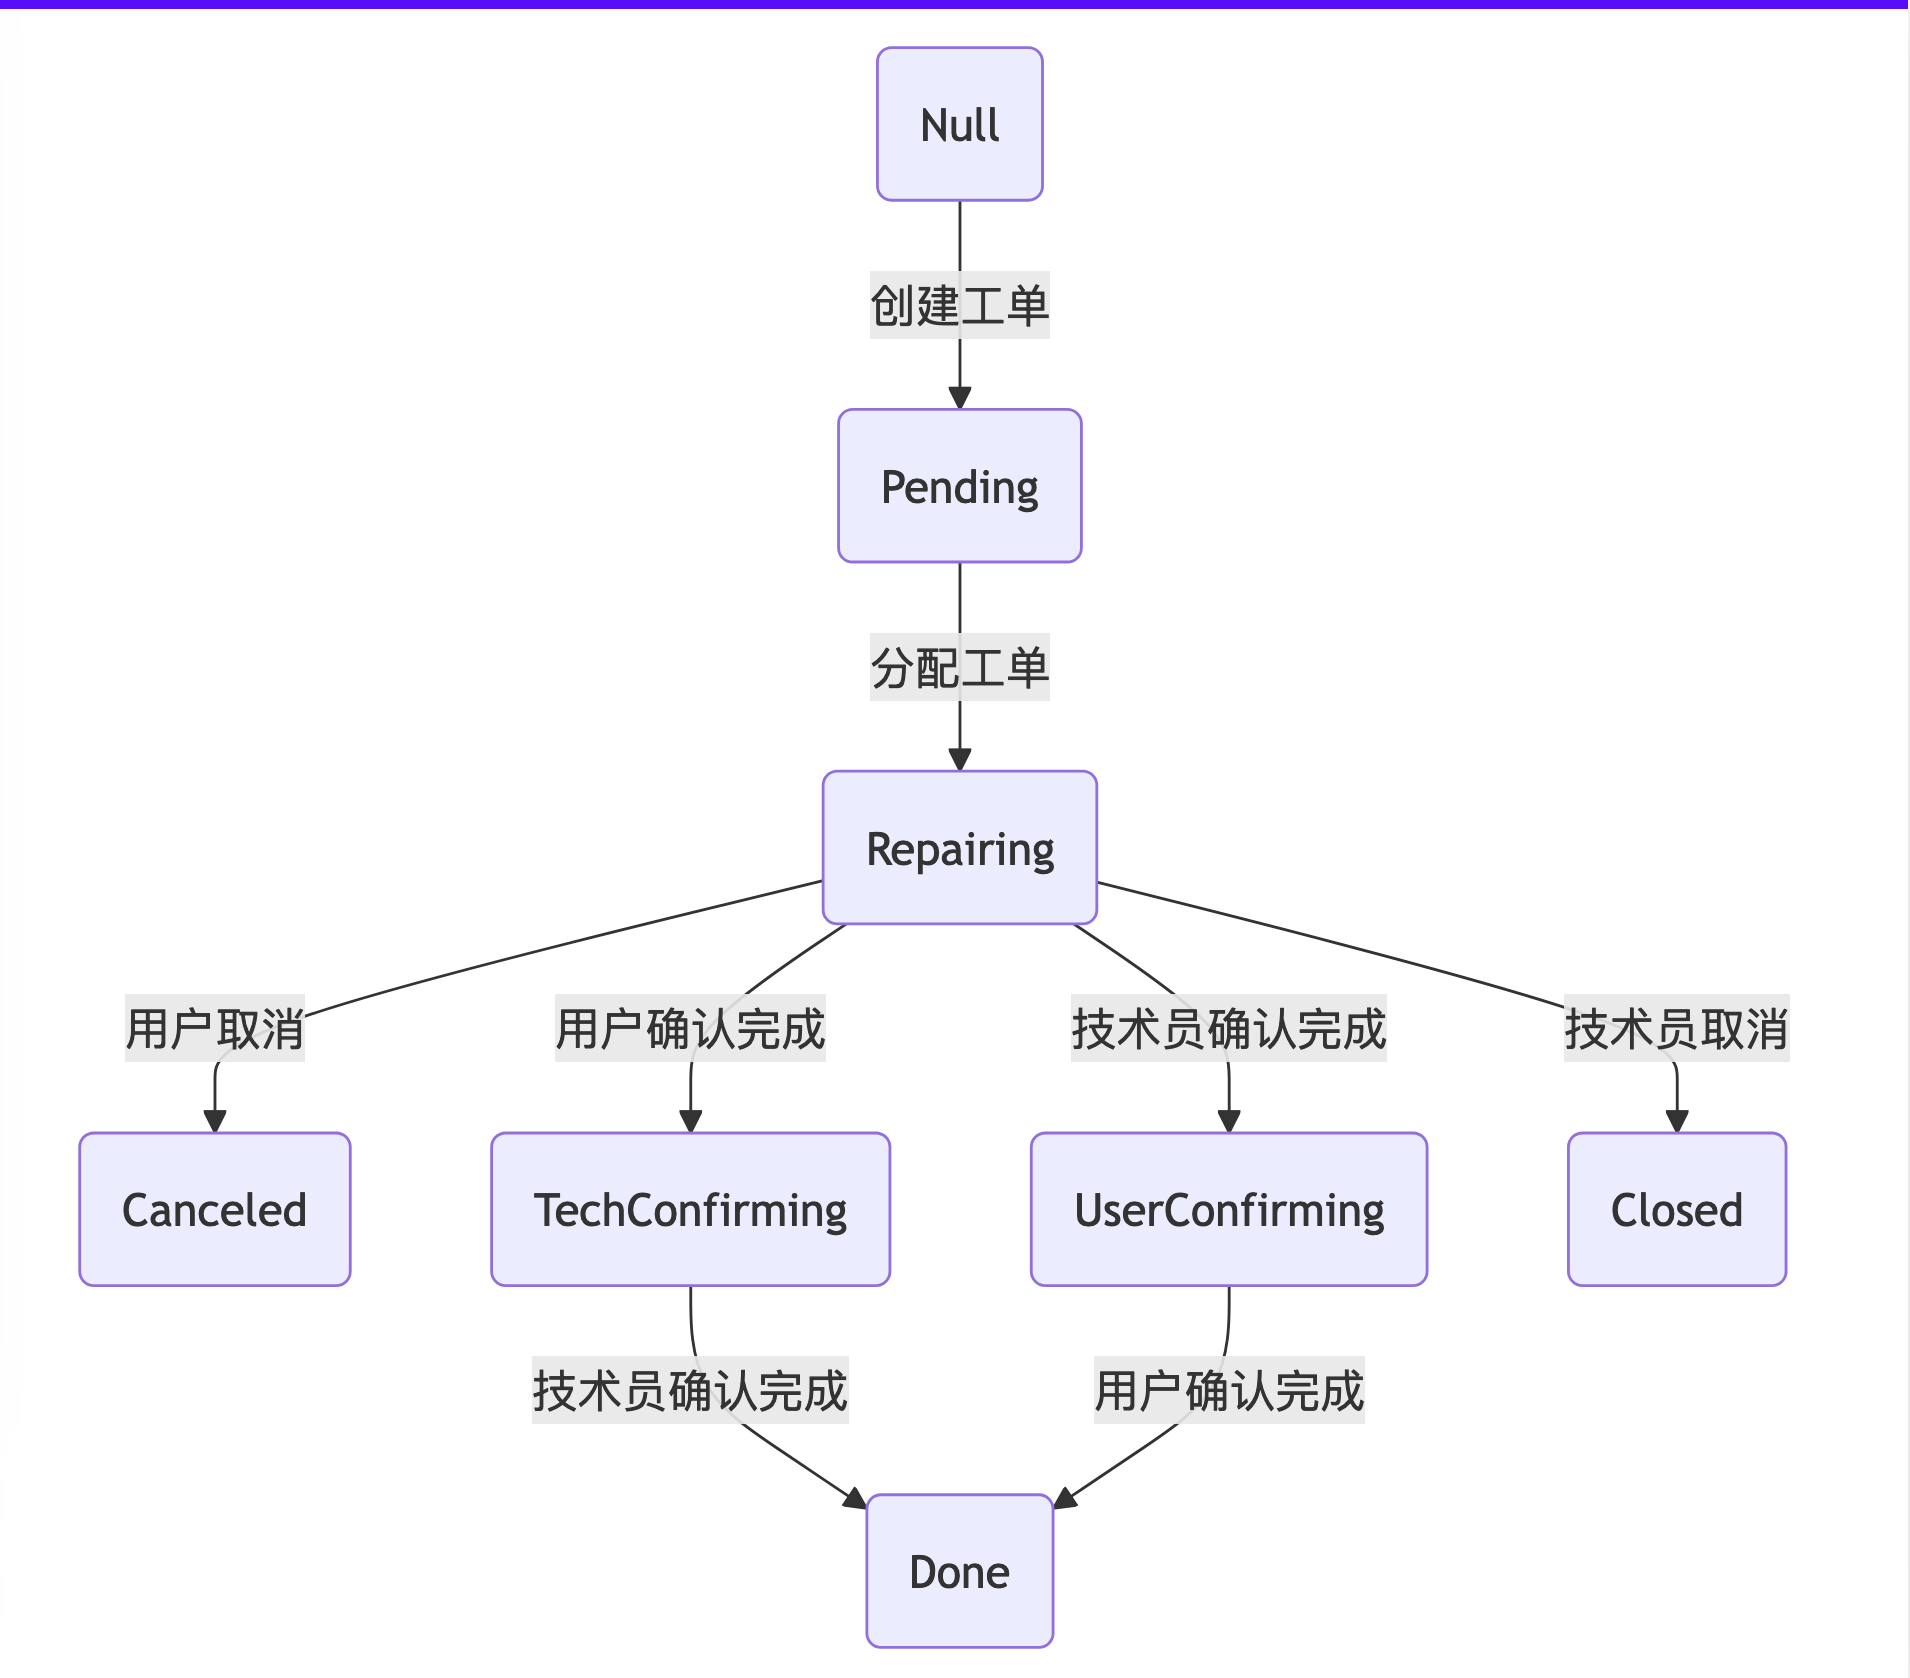 Null
创建工单
Pending
分配工单
Repairing
用户取消
用户确认完成
技术员确认完成
技术员取消
Canceled
TechConfirming
UserConfirming
Closed
技术员确认完成
用户确认完成
Done